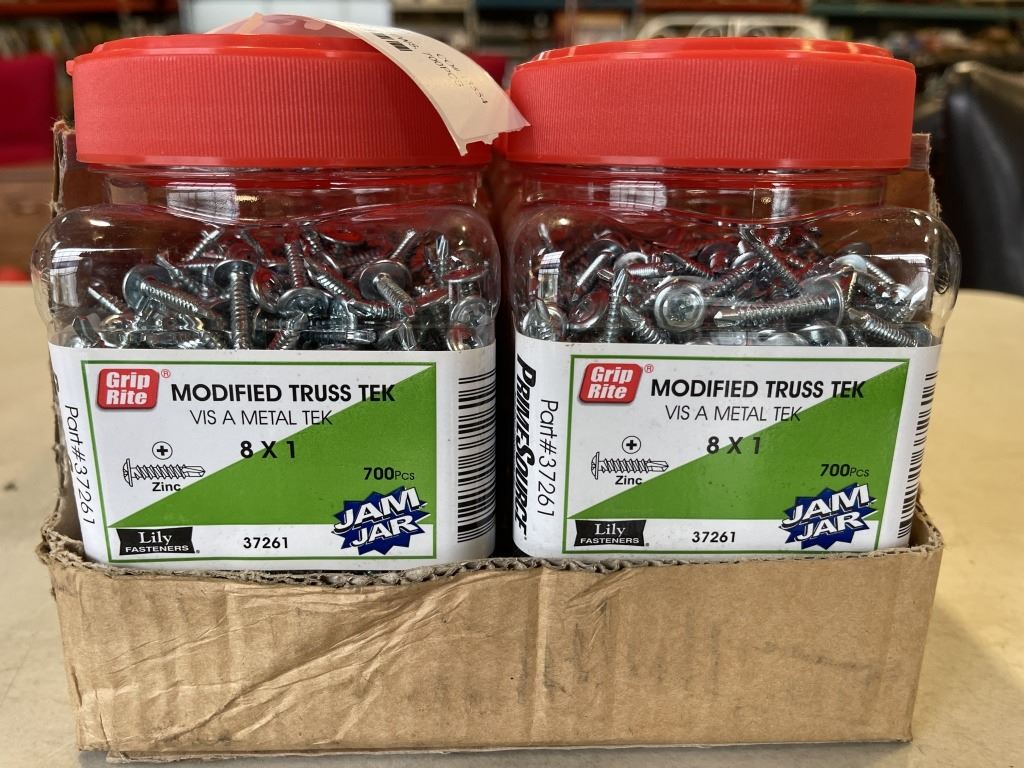 700PCS
Grip
Rite®
MODIFIED TRUSS TEK
VIS A METAL TEK
8 X 1
700Pcs
Zinc
JAM
JAR
Lily
FASTENERS®
37261
Part#37261
PRIMESOURCE
Part#37261
Grip
Rite®
MODIFIED TRUSS TEK
VIS A METAL TEK
8 X 1
700Pcs
Zinc
JAM
JAR
Lily
FASTENERS®
37261